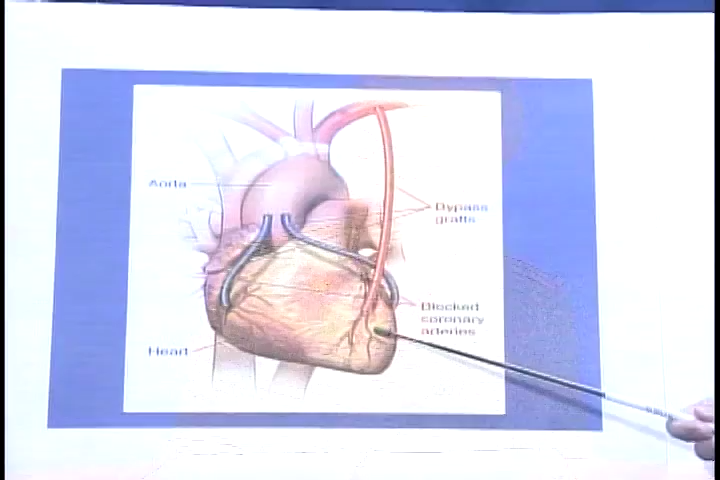 Aorta
Bypass
grafts
Blocked
coronary
arteries
Heart